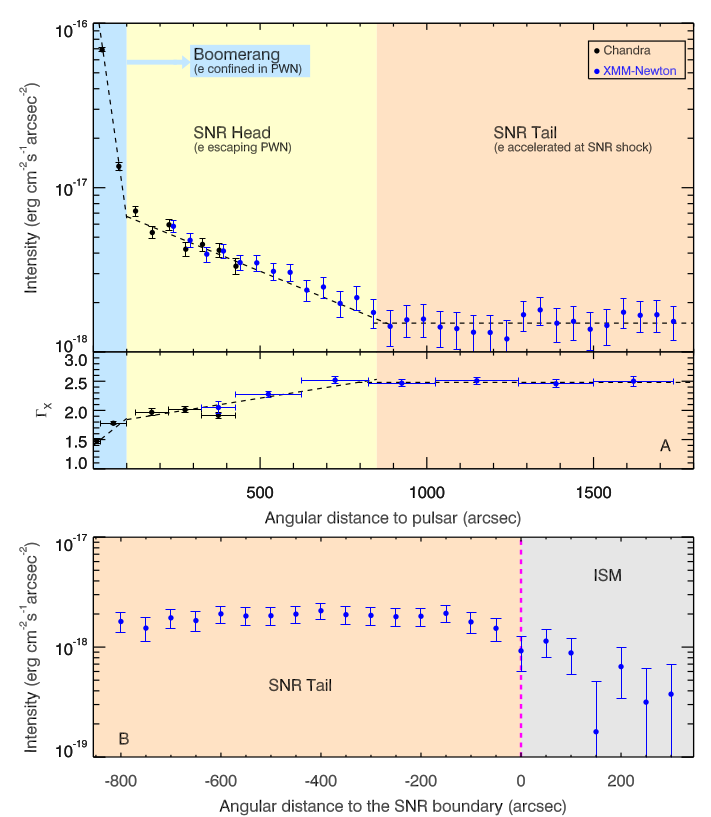 10⁻¹⁶
Boomerang
(e confined in PWN)
Chandra
XMM-Newton
SNR Head
(e escaping PWN)
SNR Tail
(e accelerated at SNR shock)
10⁻¹⁷
Intensity (erg cm⁻² s⁻¹ arcsec⁻²)
10⁻¹⁸
3.0
2.5
2.0
1.5
1.0
Γₓ
A
500
1000
1500
Angular distance to pulsar (arcsec)
10⁻¹⁷
ISM
10⁻¹⁸
Intensity (erg cm⁻² s⁻¹ arcsec⁻²)
SNR Tail
B
10⁻¹⁹
-800
-600
-400
-200
0
200
Angular distance to the SNR boundary (arcsec)